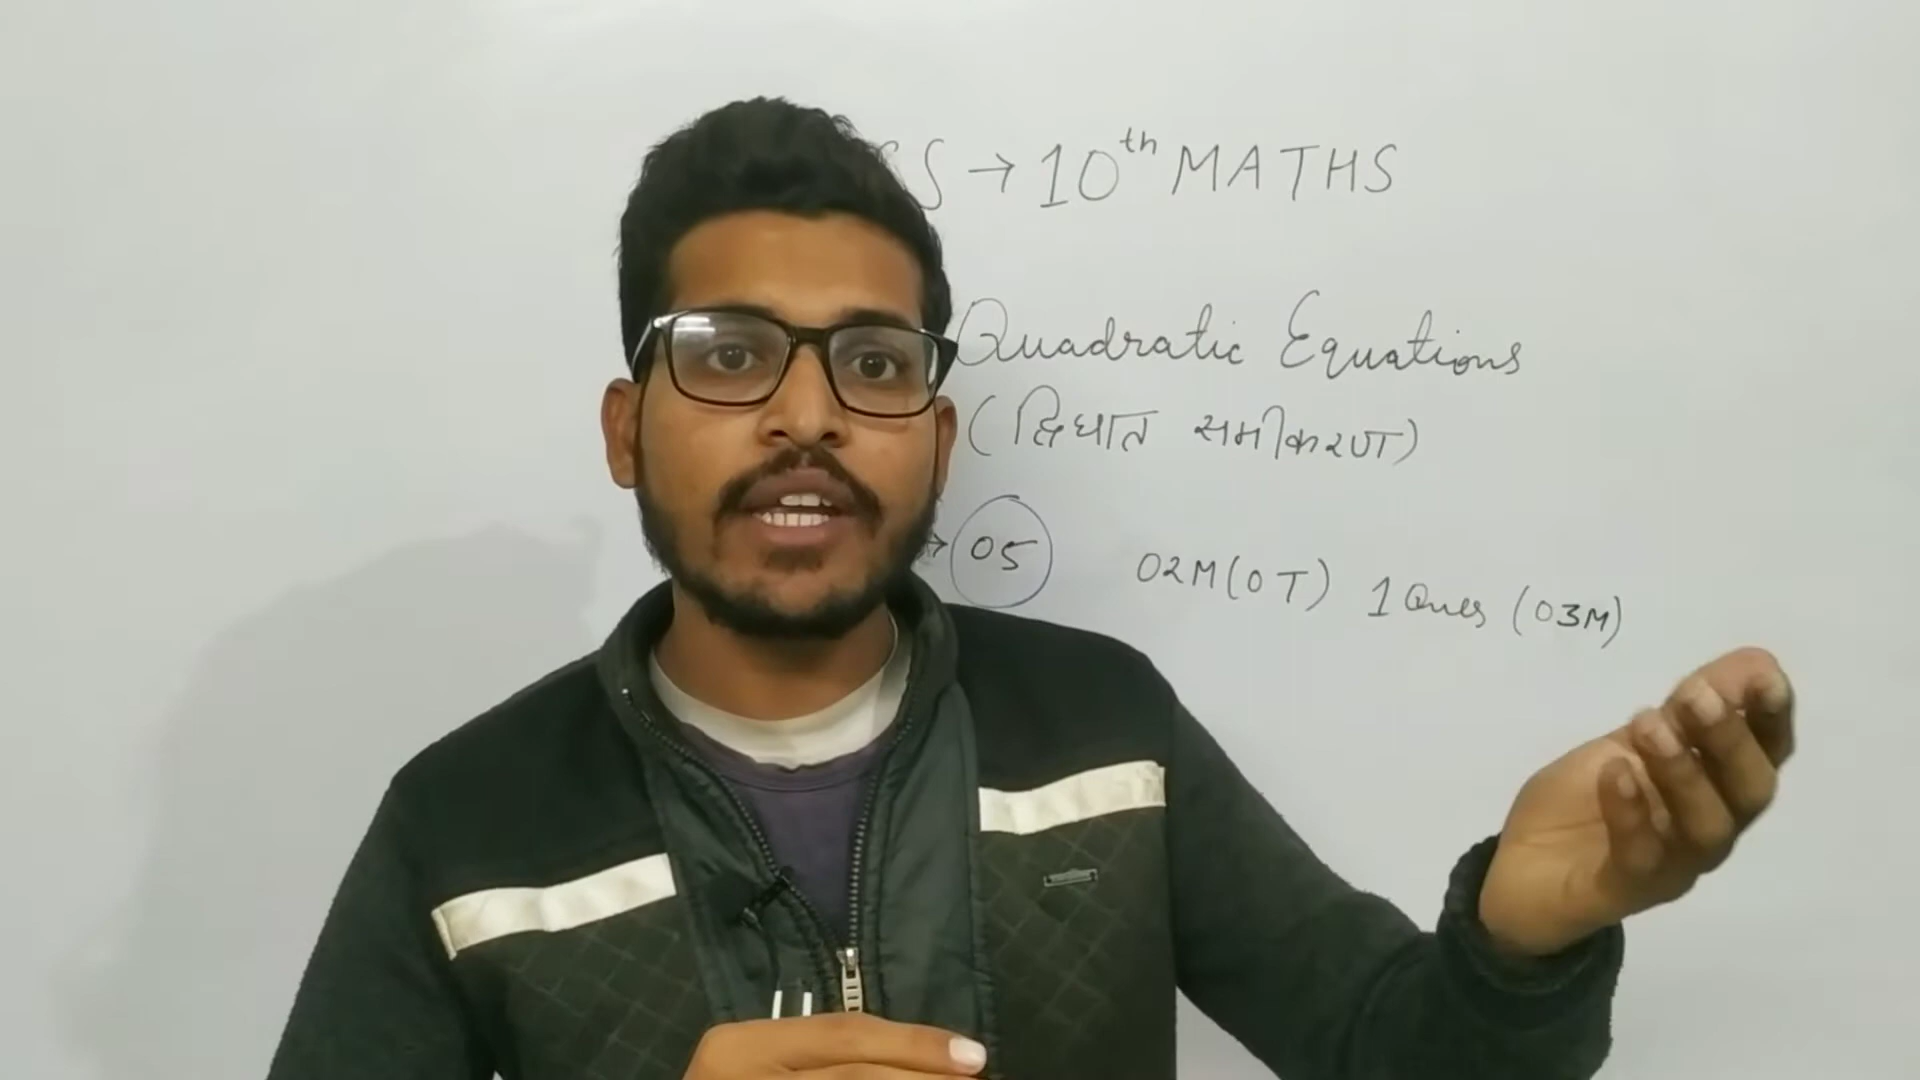 S → 10th MATHS
Quadratic Equations
(द्विघात समीकरण)
→ 05 02M(OT) 1 Ques (03M)